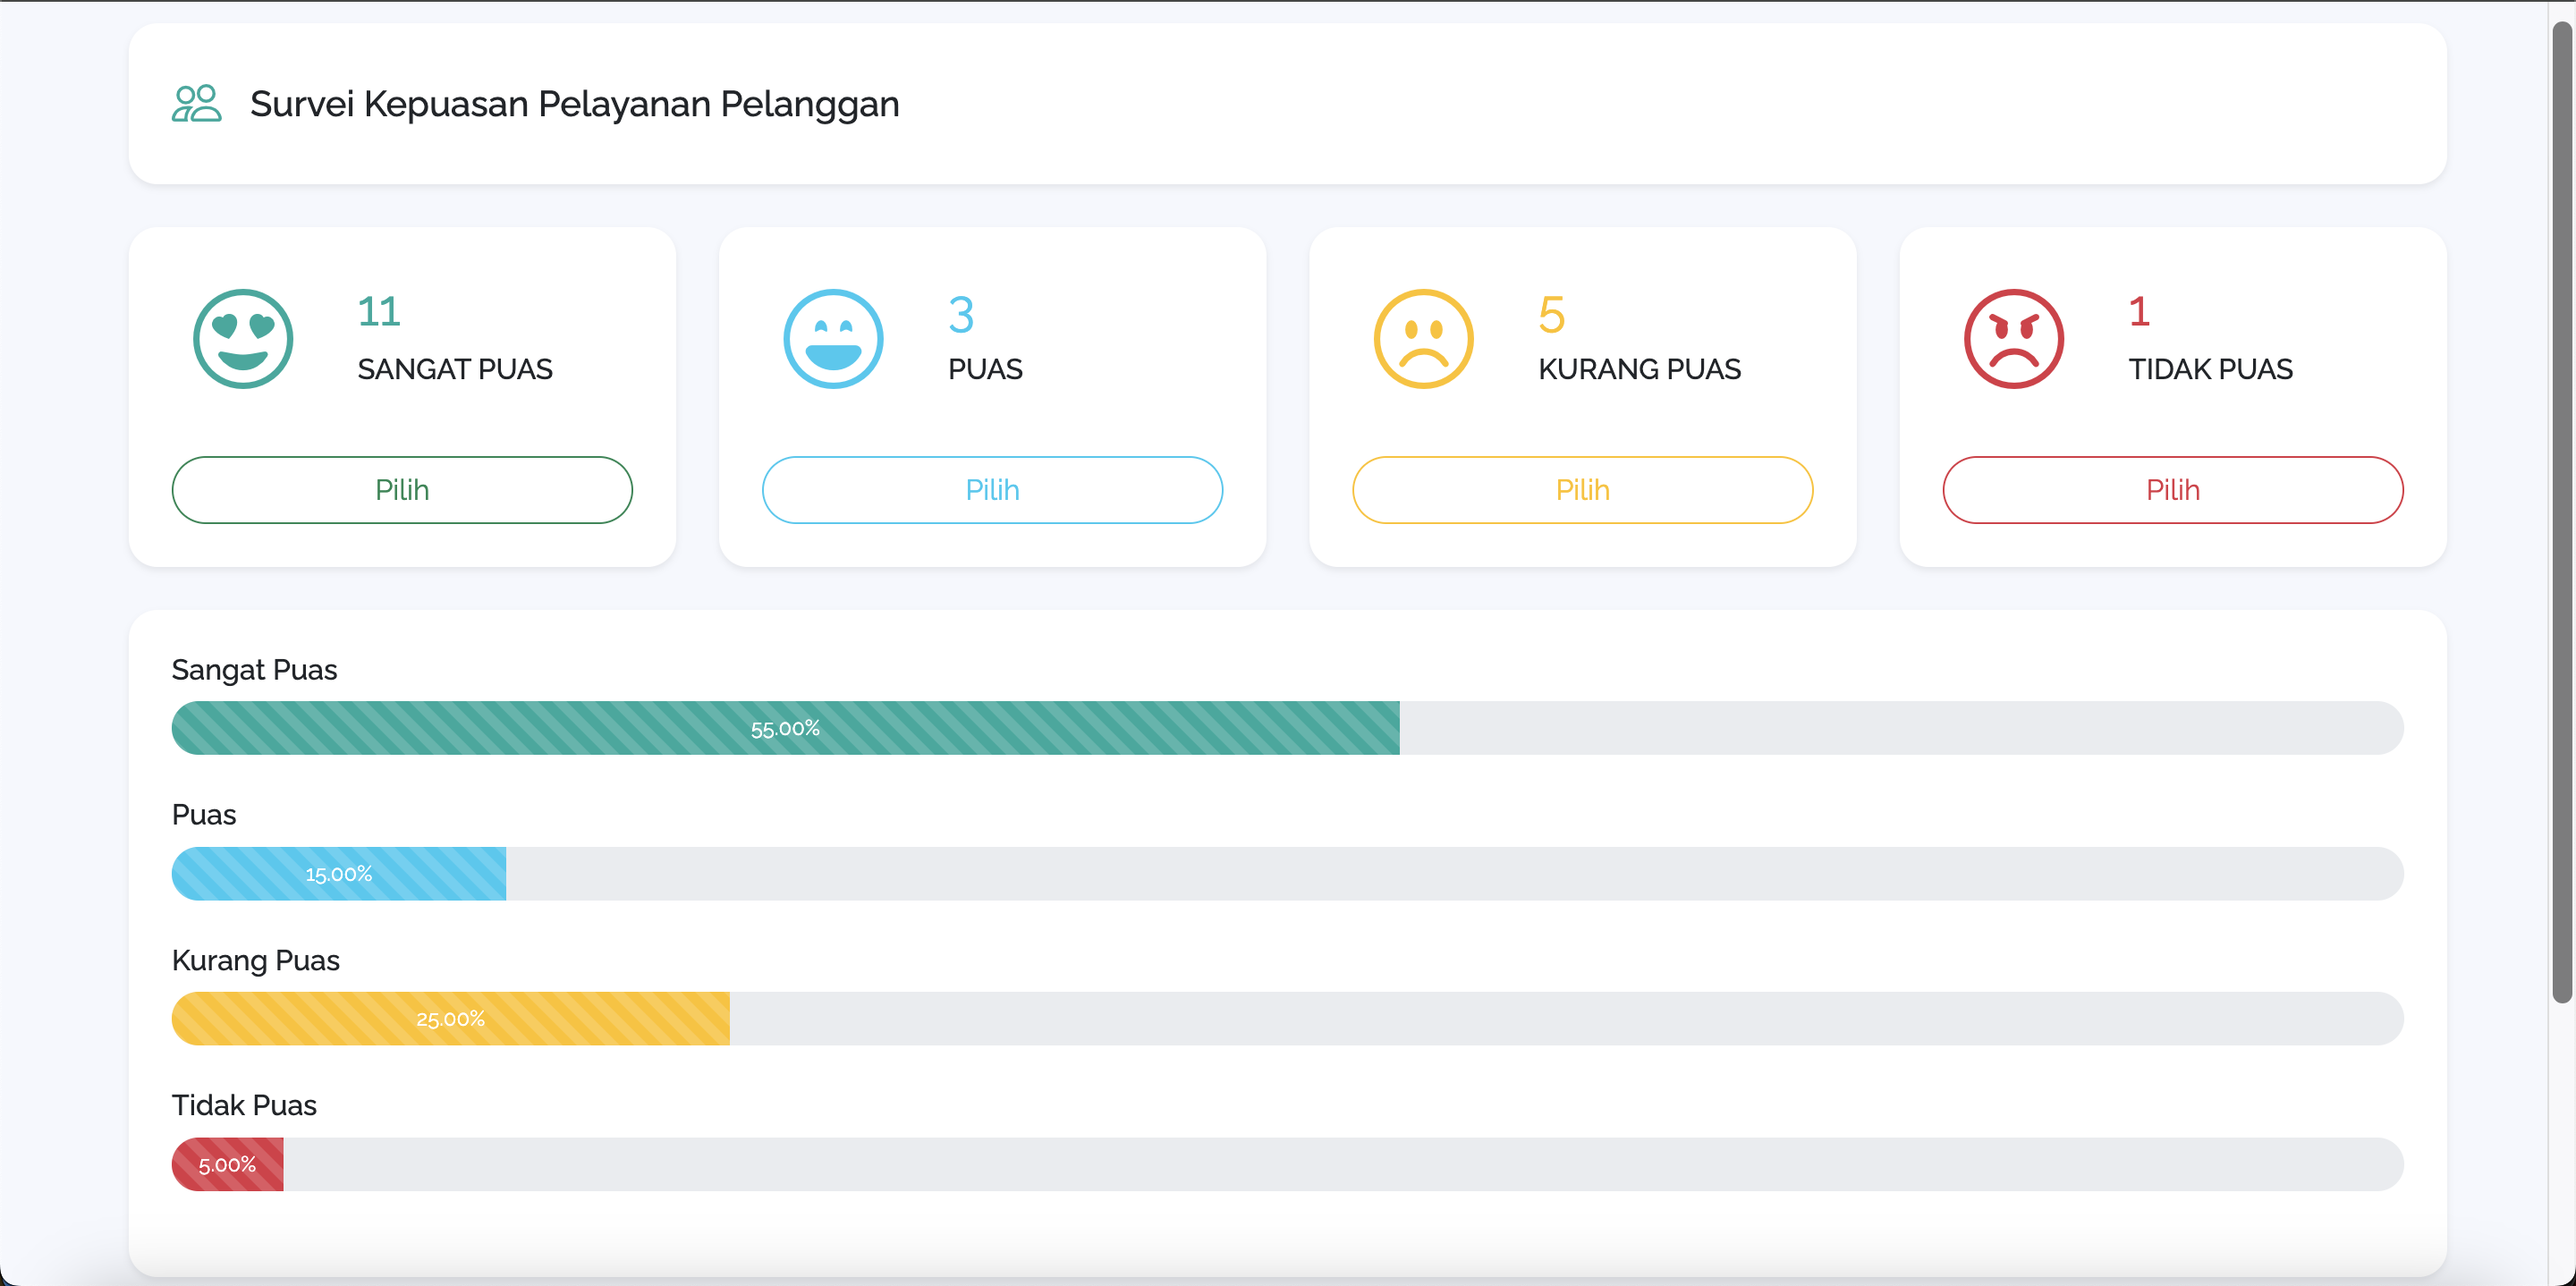 Survei Kepuasan Pelayanan Pelanggan
11
SANGAT PUAS
Pilih
3
PUAS
Pilih
5
KURANG PUAS
Pilih
1
TIDAK PUAS
Pilih
Sangat Puas
55.00%
Puas
15.00%
Kurang Puas
25.00%
Tidak Puas
5.00%